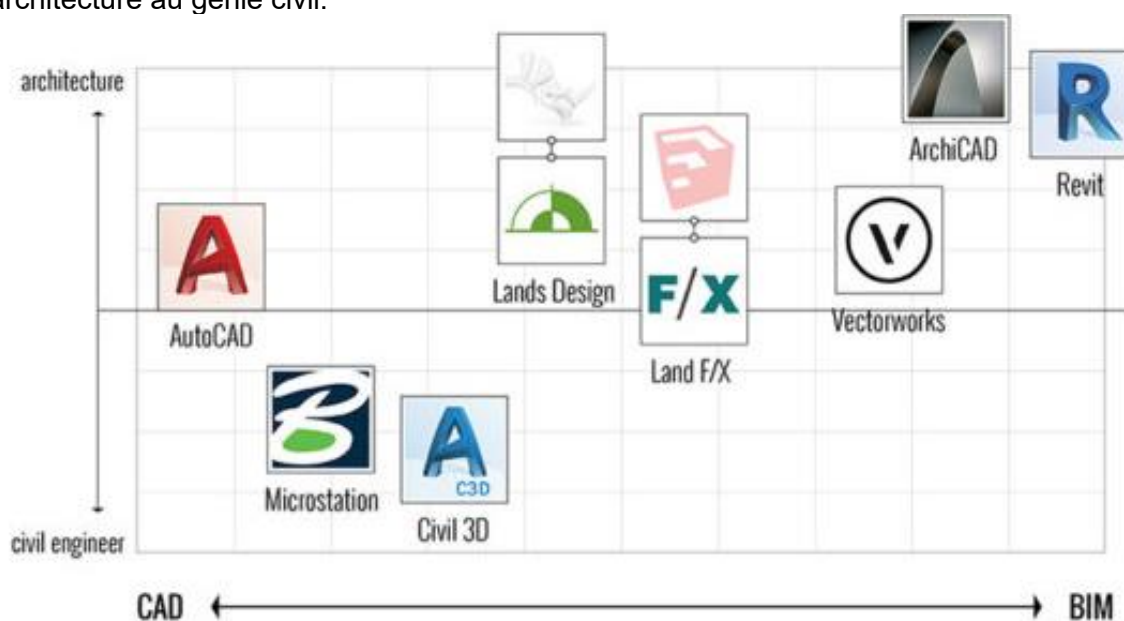 architecture au génie civil.
architecture
ArchiCAD
Revit
Lands Design
F/X
Vectorworks
AutoCAD
Land F/X
C3D
Microstation
Civil 3D
civil engineer
CAD
BIM